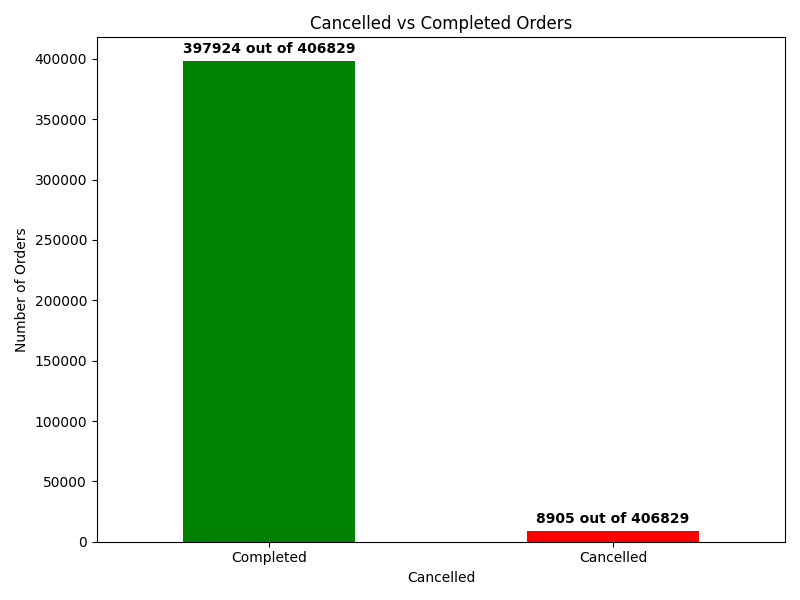 Cancelled vs Completed Orders
397924 out of 406829
400000
350000
300000
250000
200000
150000
100000
50000
0
Number of Orders
8905 out of 406829
Completed
Cancelled
Cancelled